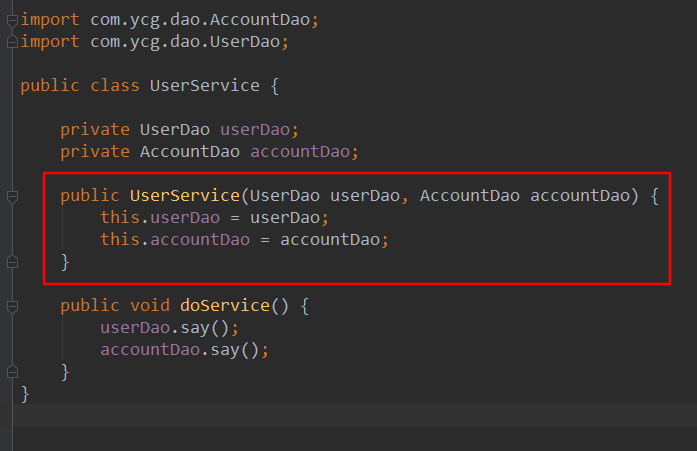 import com.ycg.dao.AccountDao;
import com.ycg.dao.UserDao;
public class UserService {
private UserDao userDao;
private AccountDao accountDao;
public UserService(UserDao userDao, AccountDao accountDao) {
this.userDao = userDao;
this.accountDao = accountDao;
}
public void doService() {
userDao.say();
accountDao.say();
}
}